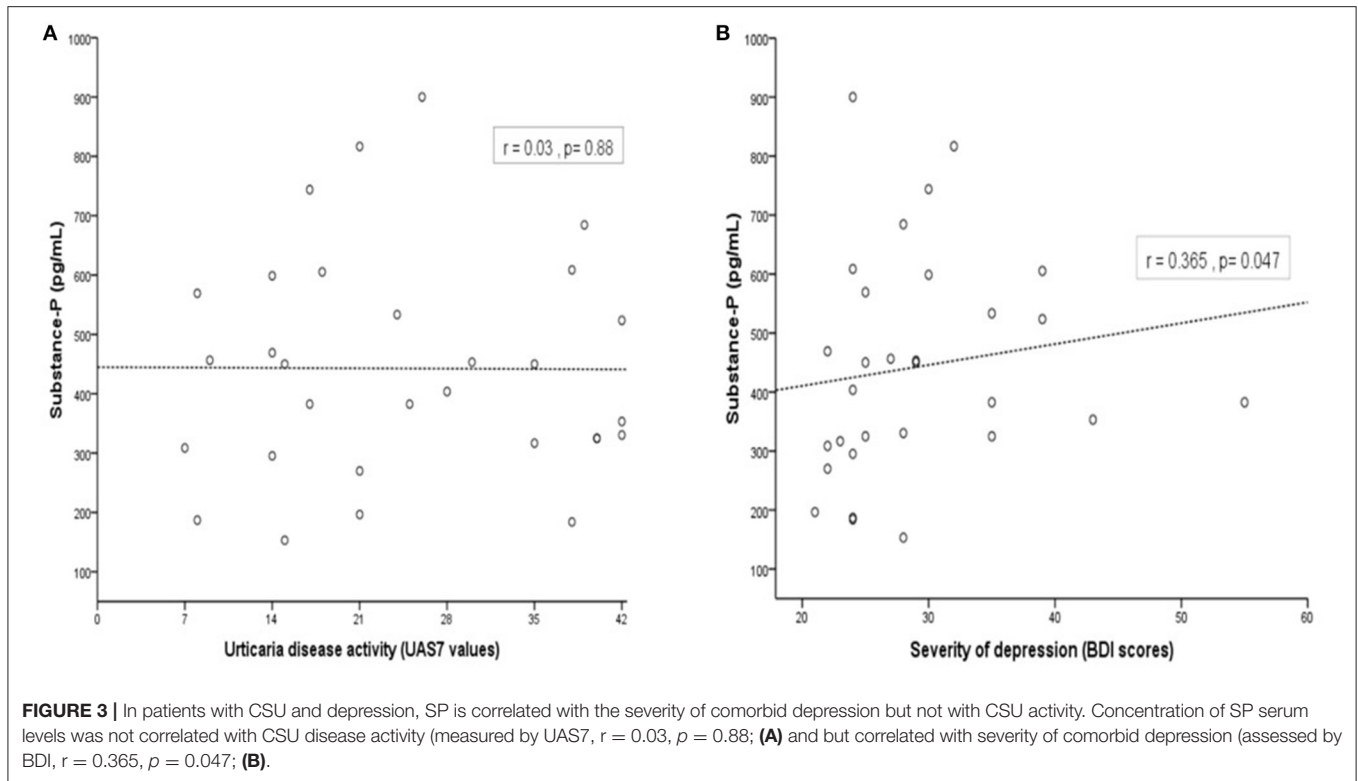 A
1000
900
800
700
600
500
400
300
200
100
Substance-P (pg/mL)
r = 0.03 , p= 0.88
0 7 14 21 28 35 42
Urticaria disease activity (UAS7 values)
B
1000
900
800
700
600
500
400
300
200
100
Substance-P (pg/mL)
r = 0.365 , p= 0.047
20 30 40 50 60
Severity of depression (BDI scores)
FIGURE 3 | In patients with CSU and depression, SP is correlated with the severity of comorbid depression but not with CSU activity. Concentration of SP serum
levels was not correlated with CSU disease activity (measured by UAS7, r = 0.03, p = 0.88; (A) and but correlated with severity of comorbid depression (assessed by
BDI, r = 0.365, p = 0.047; (B).